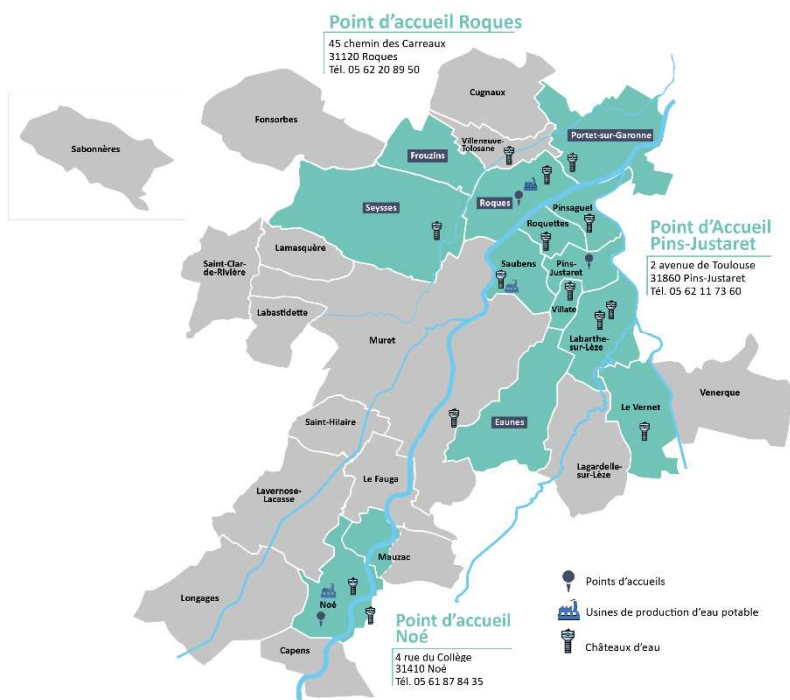 Point d'accueil Roques
45 chemin des Carreaux
31120 Roques
Tél. 05 62 20 89 50
Cugnaux
Fonsorbes
Portet-sur-Garonne
Villeneuve-
Tolosane
Sabonnères
Frouzins
Seysses
Roques
Pinsaguel
Roquettes
Point d'Accueil
Pins-Justaret
2 avenue de Toulouse
31860 Pins-Justaret
Tél. 05 62 11 73 60
Saint-Clar-
de-Rivière
Lamasquère
Saubens
Pins-
Justaret
Labastidette
Villate
Muret
Labarthe-
sur-Lèze
Venerque
Le Vernet
Saint-Hilaire
Eaunes
Lagardelle-
sur-Lèze
Le Fauga
Lavernose-
Lacasse
Mauzac
Longages
Noé
Capens
Point d'accueil
Noé
4 rue du Collège
31410 Noé
Tél. 05 61 87 84 35
Points d'accueils
Usines de production d'eau potable
Châteaux d'eau